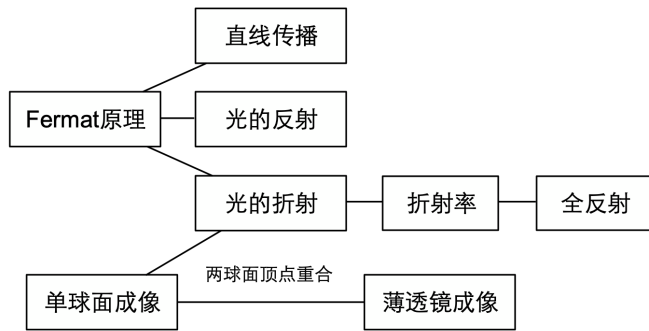 直线传播
Fermat原理
光的反射
光的折射
折射率
全反射
两球面顶点重合
单球面成像
薄透镜成像